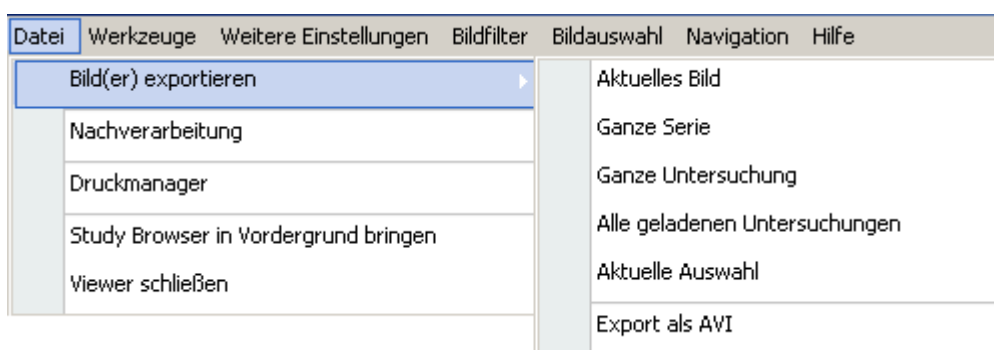 Datei Werkzeuge Weitere Einstellungen Bildfilter Bildauswahl Navigation Hilfe
Bild(er) exportieren
Nachverarbeitung
Druckmanager
Study Browser in Vordergrund bringen
Viewer schließen
Aktuelles Bild
Ganze Serie
Ganze Untersuchung
Alle geladenen Untersuchungen
Aktuelle Auswahl
Export als AVI